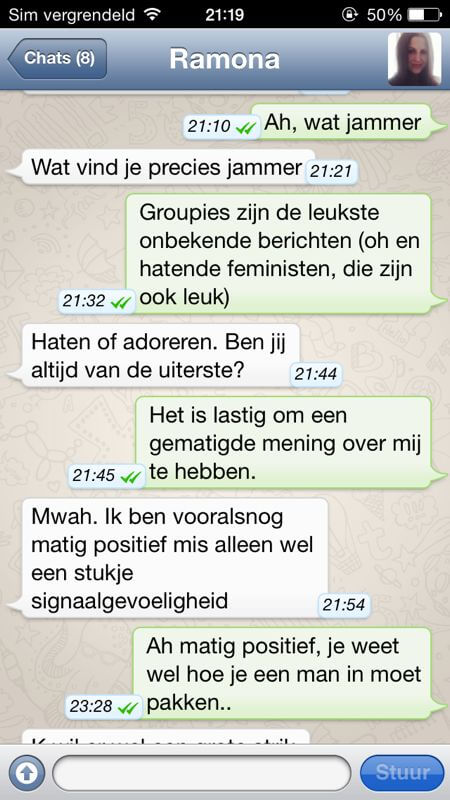 Sim vergrendeld 21:19 50%
Chats (8) Ramona
Ah, wat jammer
21:10
Wat vind je precies jammer
21:21
Groupies zijn de leukste
onbekende berichten (oh en
hatende feministen, die zijn
ook leuk)
21:32
Haten of adoreren. Ben jij
altijd van de uiterste?
21:44
Het is lastig om een
gematigde mening over mij
te hebben.
21:45
Mwah. Ik ben vooralsnog
matig positief mis alleen wel
een stukje
signaalgevoeligheid
21:54
Ah matig positief, je weet
wel hoe je een man in moet
pakken..
23:28
Stuur